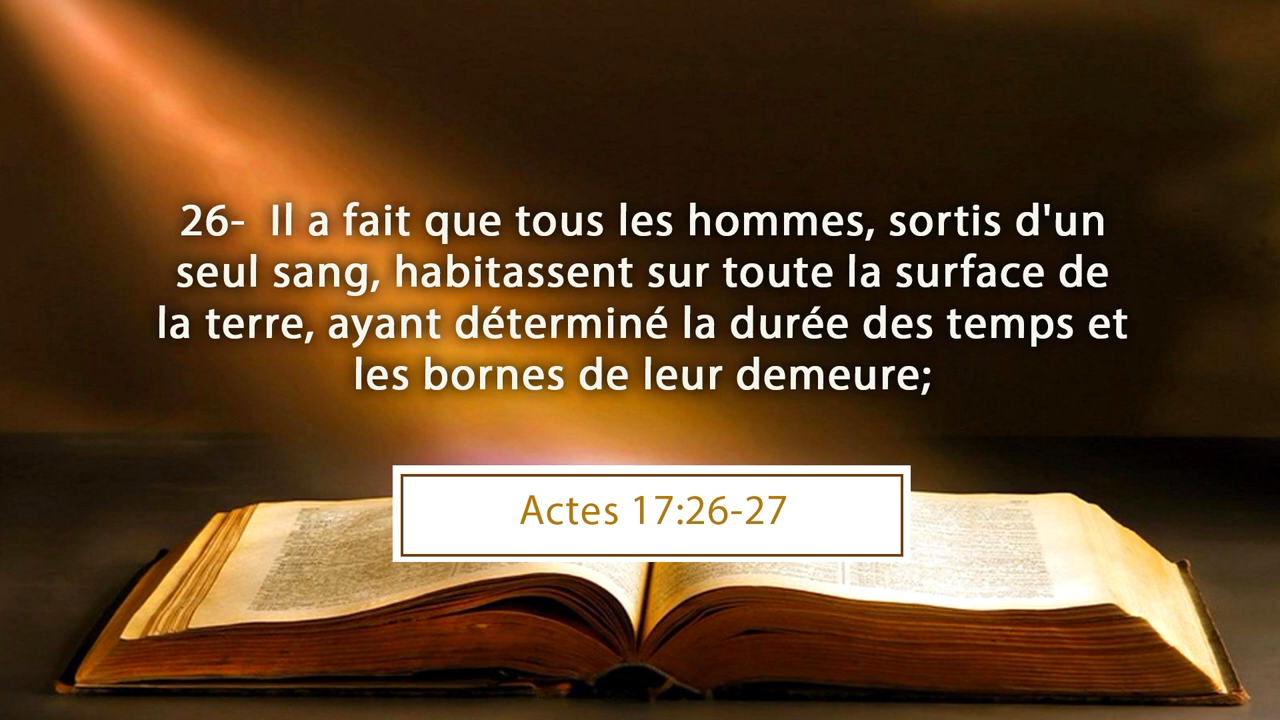 26-  Il a fait que tous les hommes, sortis d'un
seul sang, habitassent sur toute la surface de
la terre, ayant déterminé la durée des temps et
les bornes de leur demeure;
Actes 17:26-27